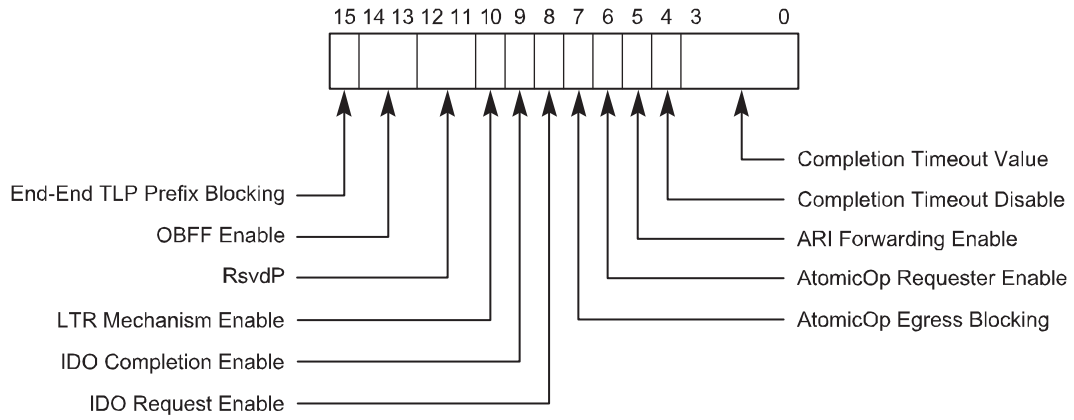 15 14 13 12 11 10 9 8 7 6 5 4 3 0
Completion Timeout Value
End-End TLP Prefix Blocking
Completion Timeout Disable
OBFF Enable
ARI Forwarding Enable
RsvdP
AtomicOp Requester Enable
LTR Mechanism Enable
AtomicOp Egress Blocking
IDO Completion Enable
IDO Request Enable